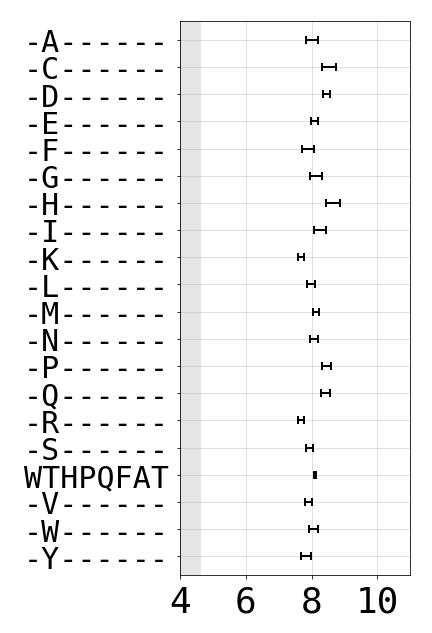 -A------
-C------
-D------
-E------
-F------
-G------
-H------
-I------
-K------
-L------
-M------
-N------
-P------
-Q------
-R------
-S------
WTHPQFAT
-V------
-W------
-Y------
4 6 8 10